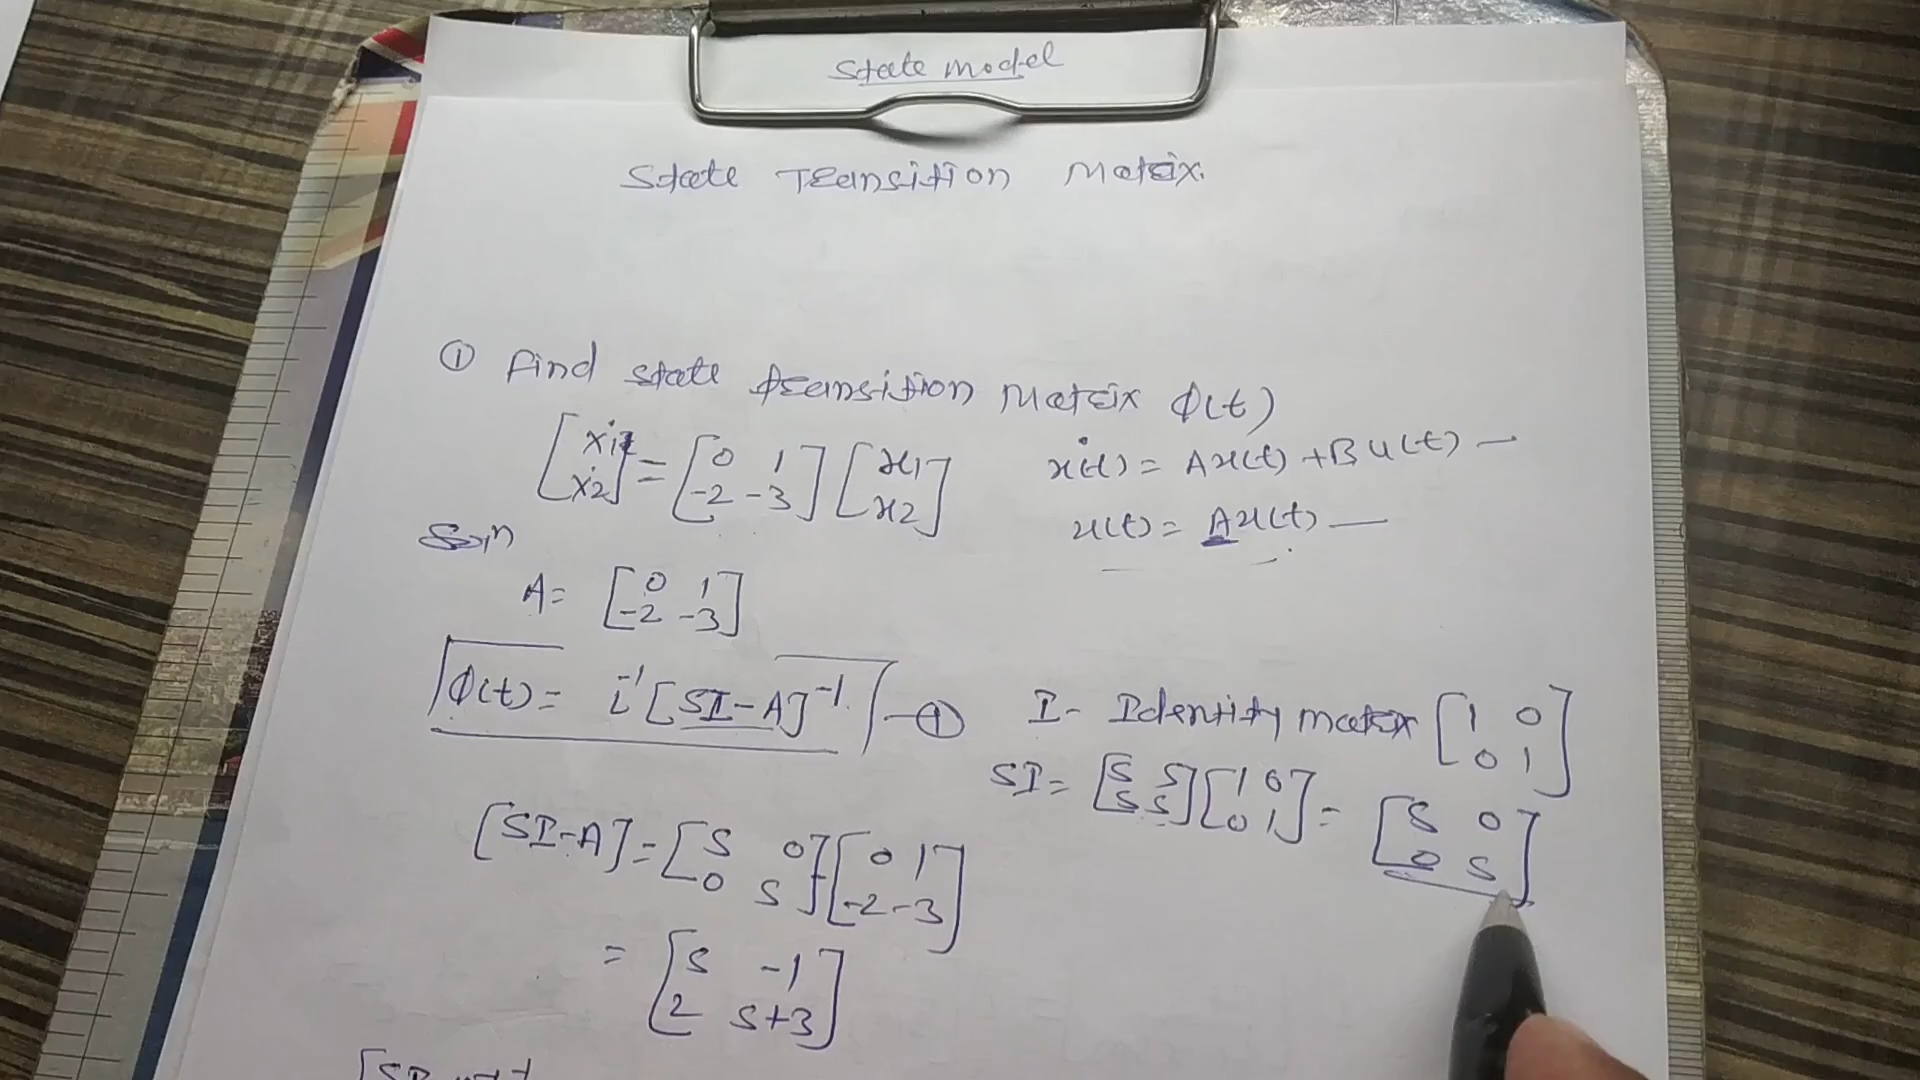 State model
State Transition Matrix.
① Find state transition Matrix ϕ(t)
[ẋ1 ẋ2] = [0 1 -2 -3] [x1 x2]
ẋ(t) = Ax(t) + Bu(t) —
x(t) = Ax(t) —
Soln
A = [0 1 -2 -3]
ϕ(t) = L⁻¹ [SI-A]⁻¹ — ①
I - Identity matrix [1 0 0 1]
SI = [S S S S] [1 0 0 1] = [S 0 0 S]
[SI-A] = [S 0 0 S] - [0 1 -2 -3]
= [S -1 2 S+3]